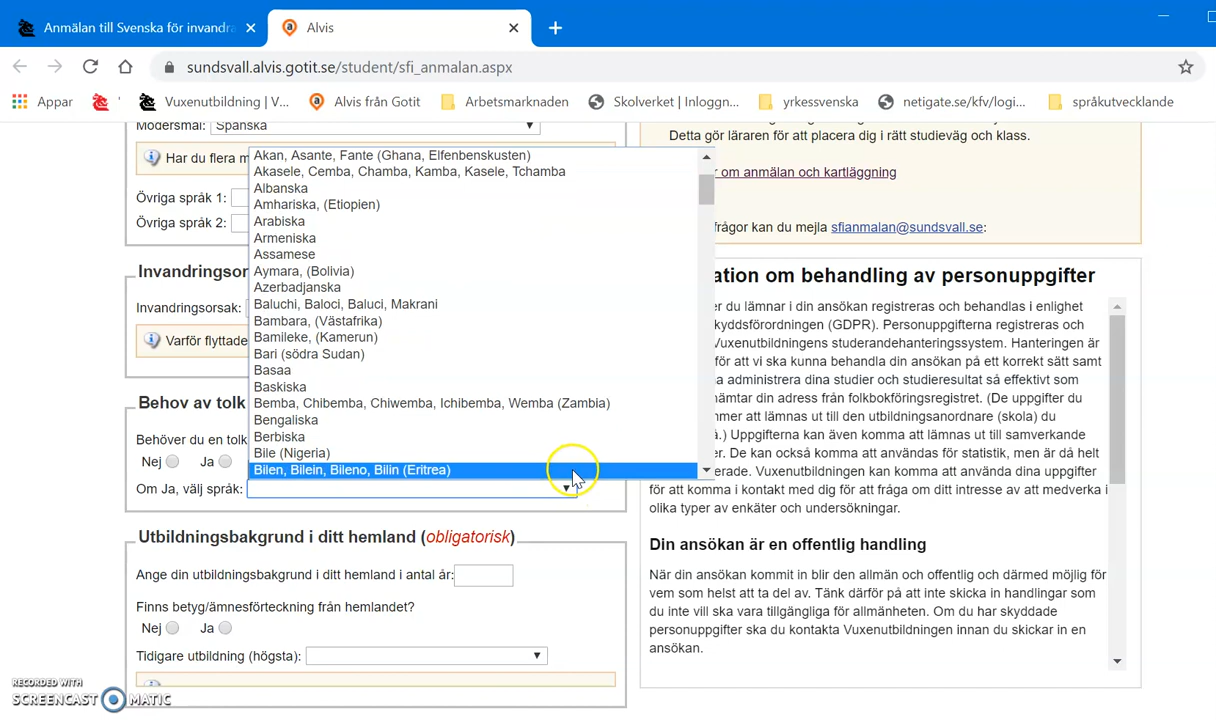 Anmälan till Svenska för invandra
Alvis
sundsvall.alvis.gotit.se/student/sfi_anmalan.aspx
Appar
Vuxenutbildning | V...
Alvis från Gotit
Arbetsmarknaden
Skolverket | Inloggn...
yrkessvenska
netigate.se/kfv/logi...
språkutvecklande
Modersmål: Spanska
Har du flera m
Övriga språk 1:
Övriga språk 2:
Akan, Asante, Fante (Ghana, Elfenbenskusten)
Akasele, Cemba, Chamba, Kamba, Kasele, Tchamba
Albanska
Amhariska, (Etiopien)
Arabiska
Armeniska
Assamese
Aymara, (Bolivia)
Azerbadjanska
Baluchi, Baloci, Baluci, Makrani
Bambara, (Västafrika)
Bamileke, (Kamerun)
Bari (södra Sudan)
Basaa
Baskiska
Bemba, Chibemba, Chiwemba, Ichibemba, Wemba (Zambia)
Bengaliska
Berbiska
Bile (Nigeria)
Bilen, Bilein, Bileno, Bilin (Eritrea)
Invandringsor
Invandringsorsak:
Varför flyttade
Behov av tolk
Behöver du en tolk
Nej Ja
Om Ja, välj språk:
Utbildningsbakgrund i ditt hemland (obligatorisk)
Ange din utbildningsbakgrund i ditt hemland i antal år:
Finns betyg/ämnesförteckning från hemlandet?
Nej Ja
Tidigare utbildning (högsta):
Detta gör läraren för att placera dig i rätt studieväg och klass.
r om anmälan och kartläggning
frågor kan du mejla sfianmalan@sundsvall.se:
ation om behandling av personuppgifter
er du lämnar i din ansökan registreras och behandlas i enlighet
skyddsförordningen (GDPR). Personuppgifterna registreras och
Vuxenutbildningens studerandehanteringssystem. Hanteringen är
för att vi ska kunna behandla din ansökan på ett korrekt sätt samt
a administrera dina studier och studieresultat så effektivt som
hämtar din adress från folkbokföringsregistret. (De uppgifter du
mmer att lämnas ut till den utbildningsanordnare (skola) du
å.) Uppgifterna kan även komma att lämnas ut till samverkande
er. De kan också komma att användas för statistik, men är då helt
erade. Vuxenutbildningen kan komma att använda dina uppgifter
för att komma i kontakt med dig för att fråga om ditt intresse av att medverka i
olika typer av enkäter och undersökningar.
Din ansökan är en offentlig handling
När din ansökan kommit in blir den allmän och offentlig och därmed möjlig för
vem som helst att ta del av. Tänk därför på att inte skicka in handlingar som
du inte vill ska vara tillgängliga för allmänheten. Om du har skyddade
personuppgifter ska du kontakta Vuxenutbildningen innan du skickar in en
ansökan.
RECORDED WITH
SCREENCAST MATIC